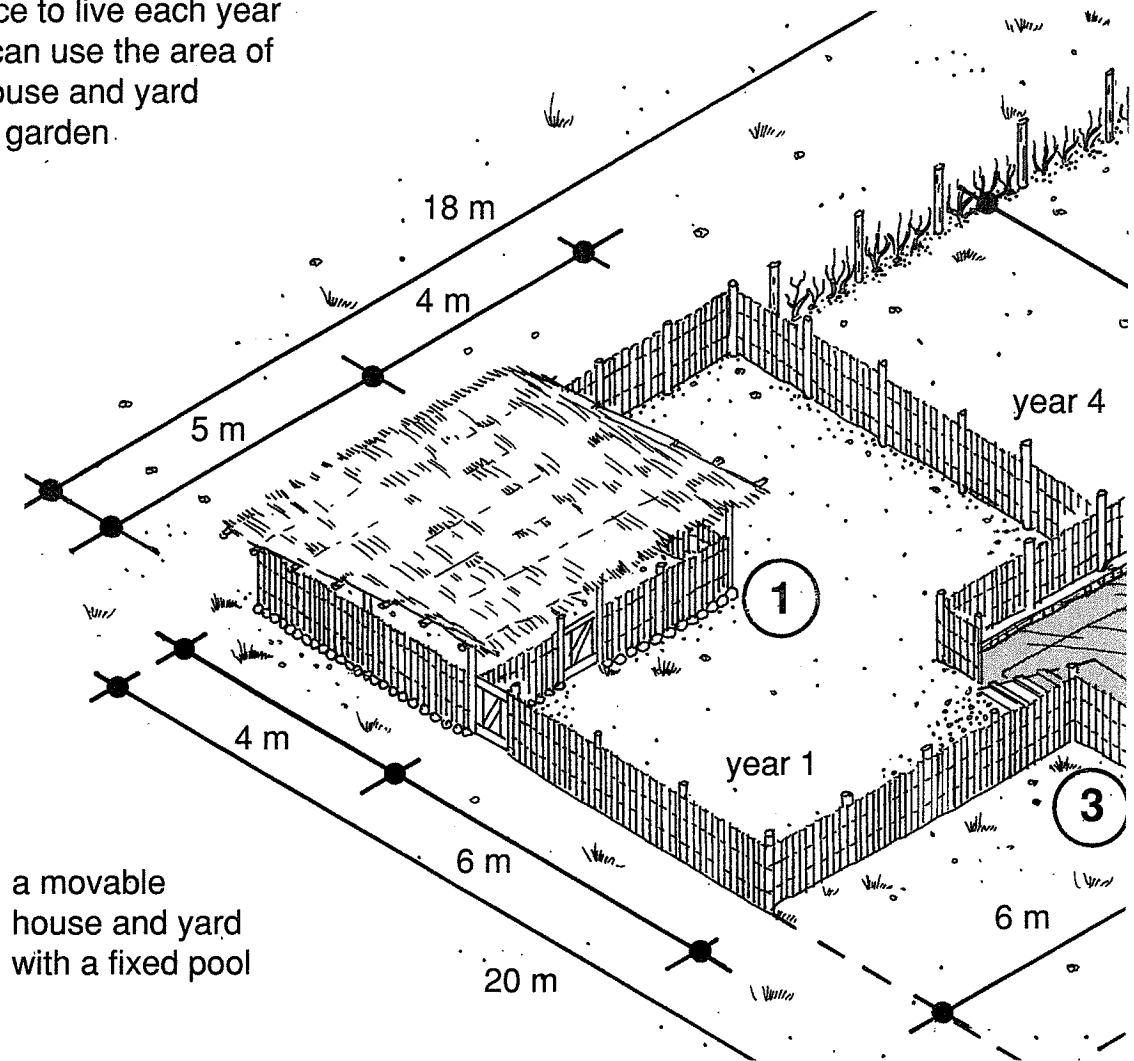 ce to live each year
can use the area of
ouse and yard
garden
18 m
4 m
5 m
year 4
1
4 m
year 1
3
6 m
a movable
house and yard
with a fixed pool
6 m
20 m